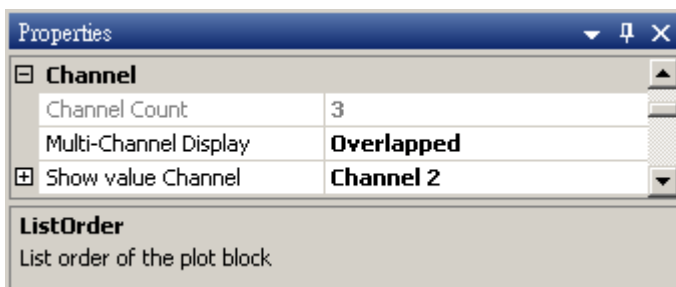 Properties
Channel
Channel Count 3
Multi-Channel Display Overlapped
Show value Channel Channel 2
ListOrder
List order of the plot block